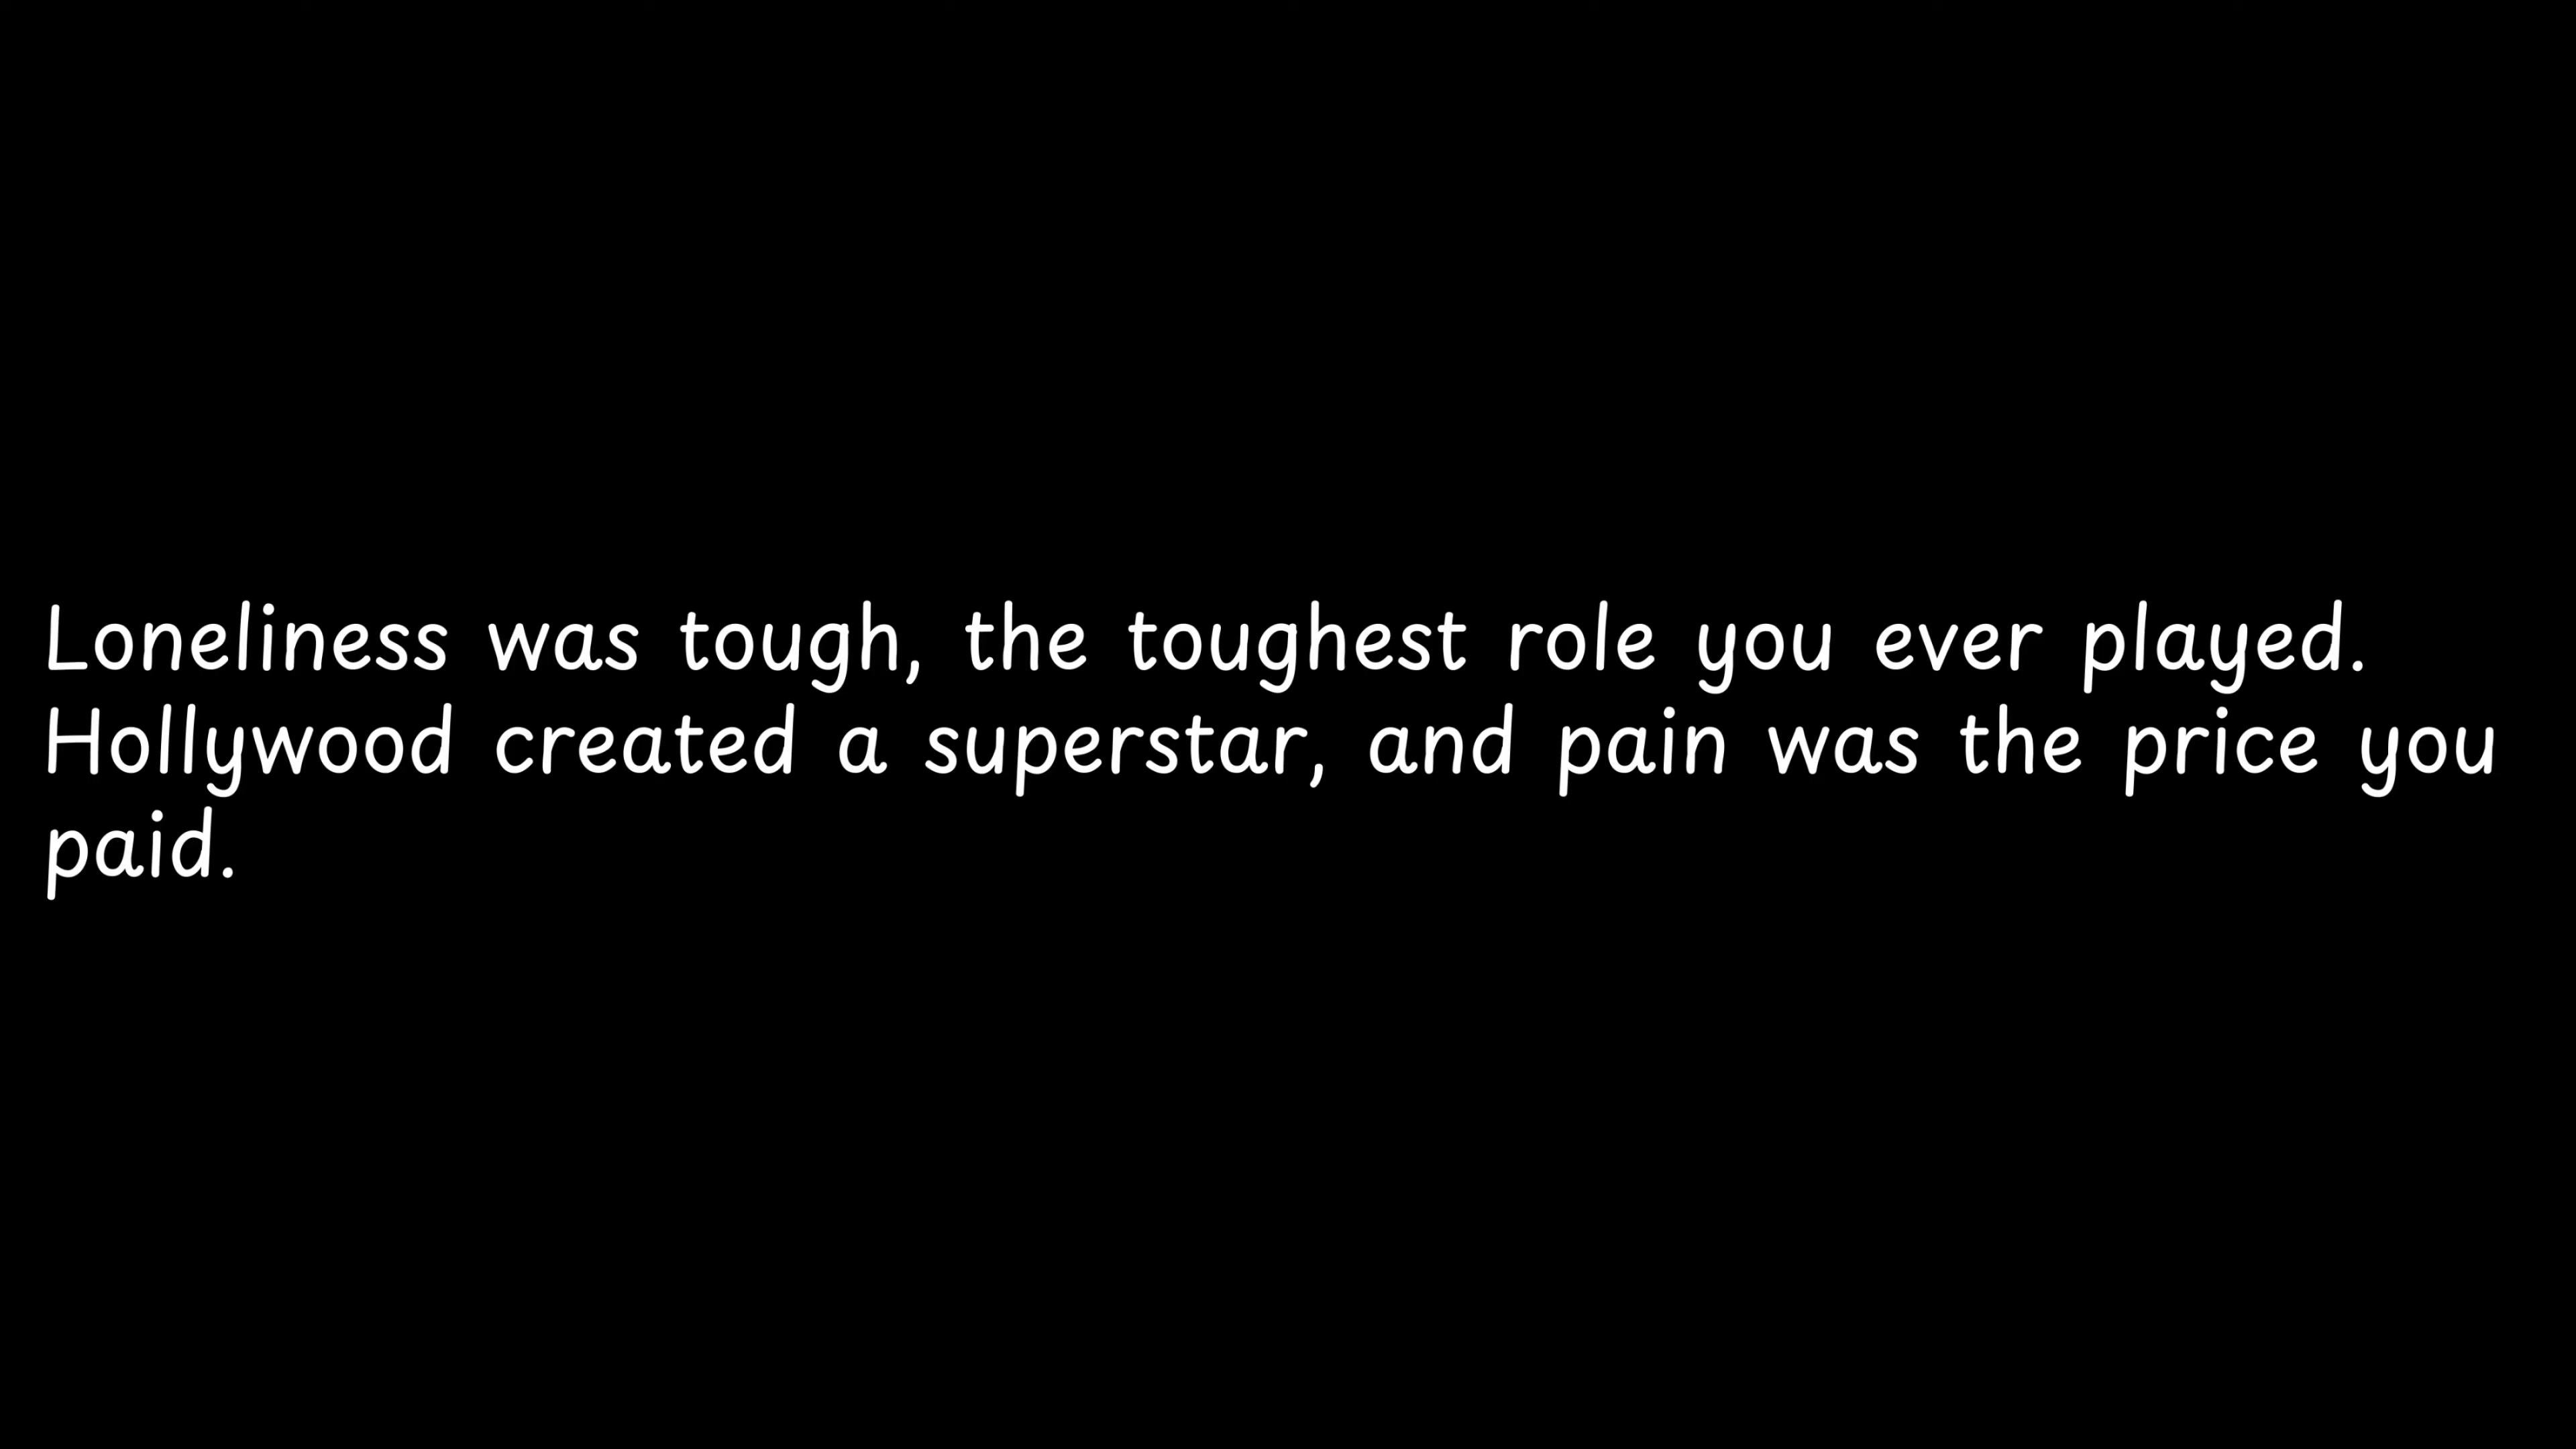 Loneliness was tough, the toughest role you ever played.
Hollywood created a superstar, and pain was the price you
paid.